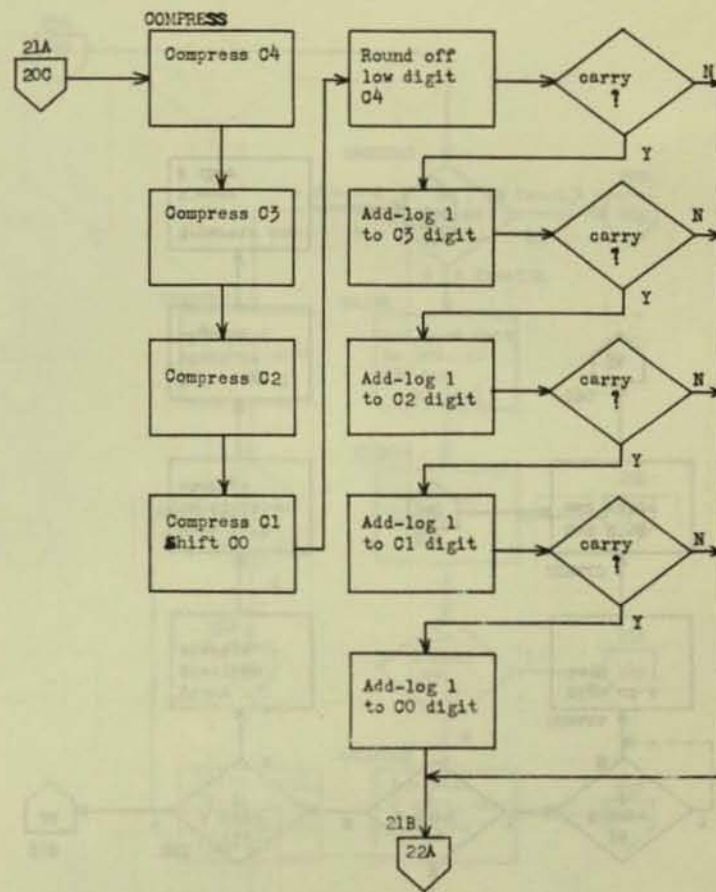 COMPRESS
21A
20C
Compress C4
Compress C3
Compress C2
Compress C1
Shift C0
Round off
low digit
C4
carry
?
N
Y
Add-log 1
to C3 digit
carry
?
N
Y
Add-log 1
to C2 digit
carry
?
N
Y
Add-log 1
to C1 digit
carry
?
N
Y
Add-log 1
to C0 digit
21B
22A